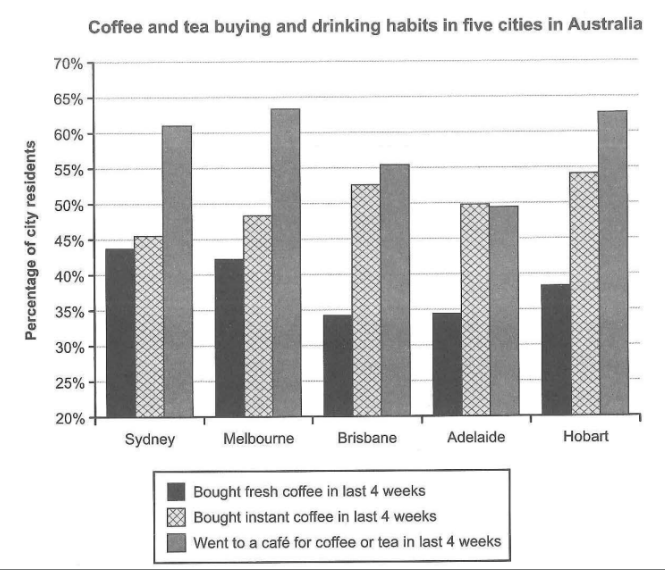 Coffee and tea buying and drinking habits in five cities in Australia
Percentage of city residents
70%
65%
60%
55%
50%
45%
40%
35%
30%
25%
20%
Sydney Melbourne Brisbane Adelaide Hobart
Bought fresh coffee in last 4 weeks
Bought instant coffee in last 4 weeks
Went to a café for coffee or tea in last 4 weeks